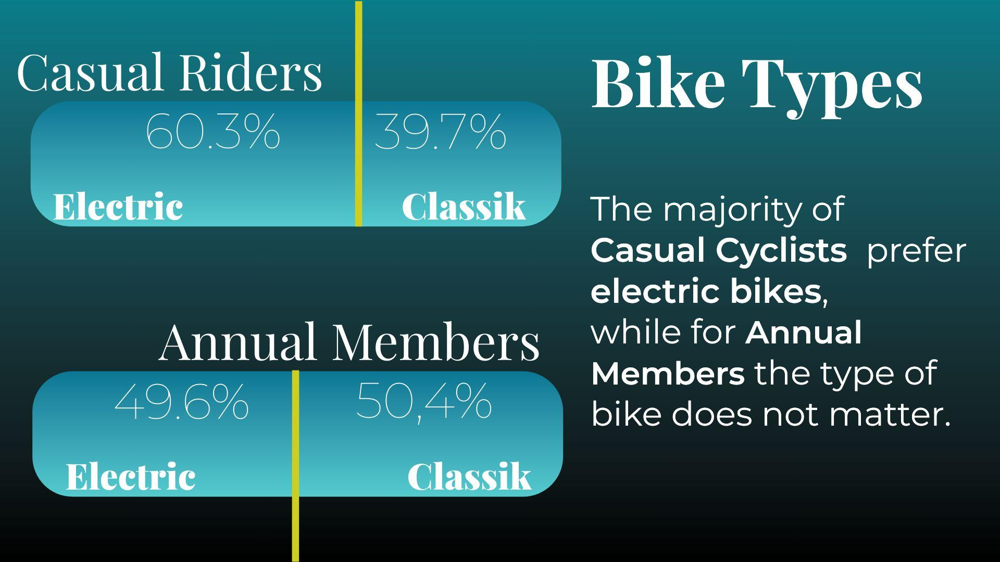 Casual Riders
60.3% 39.7%
Electric Classik
Annual Members
49.6% 50,4%
Electric Classik
Bike Types
The majority of
Casual Cyclists prefer
electric bikes,
while for Annual
Members the type of
bike does not matter.